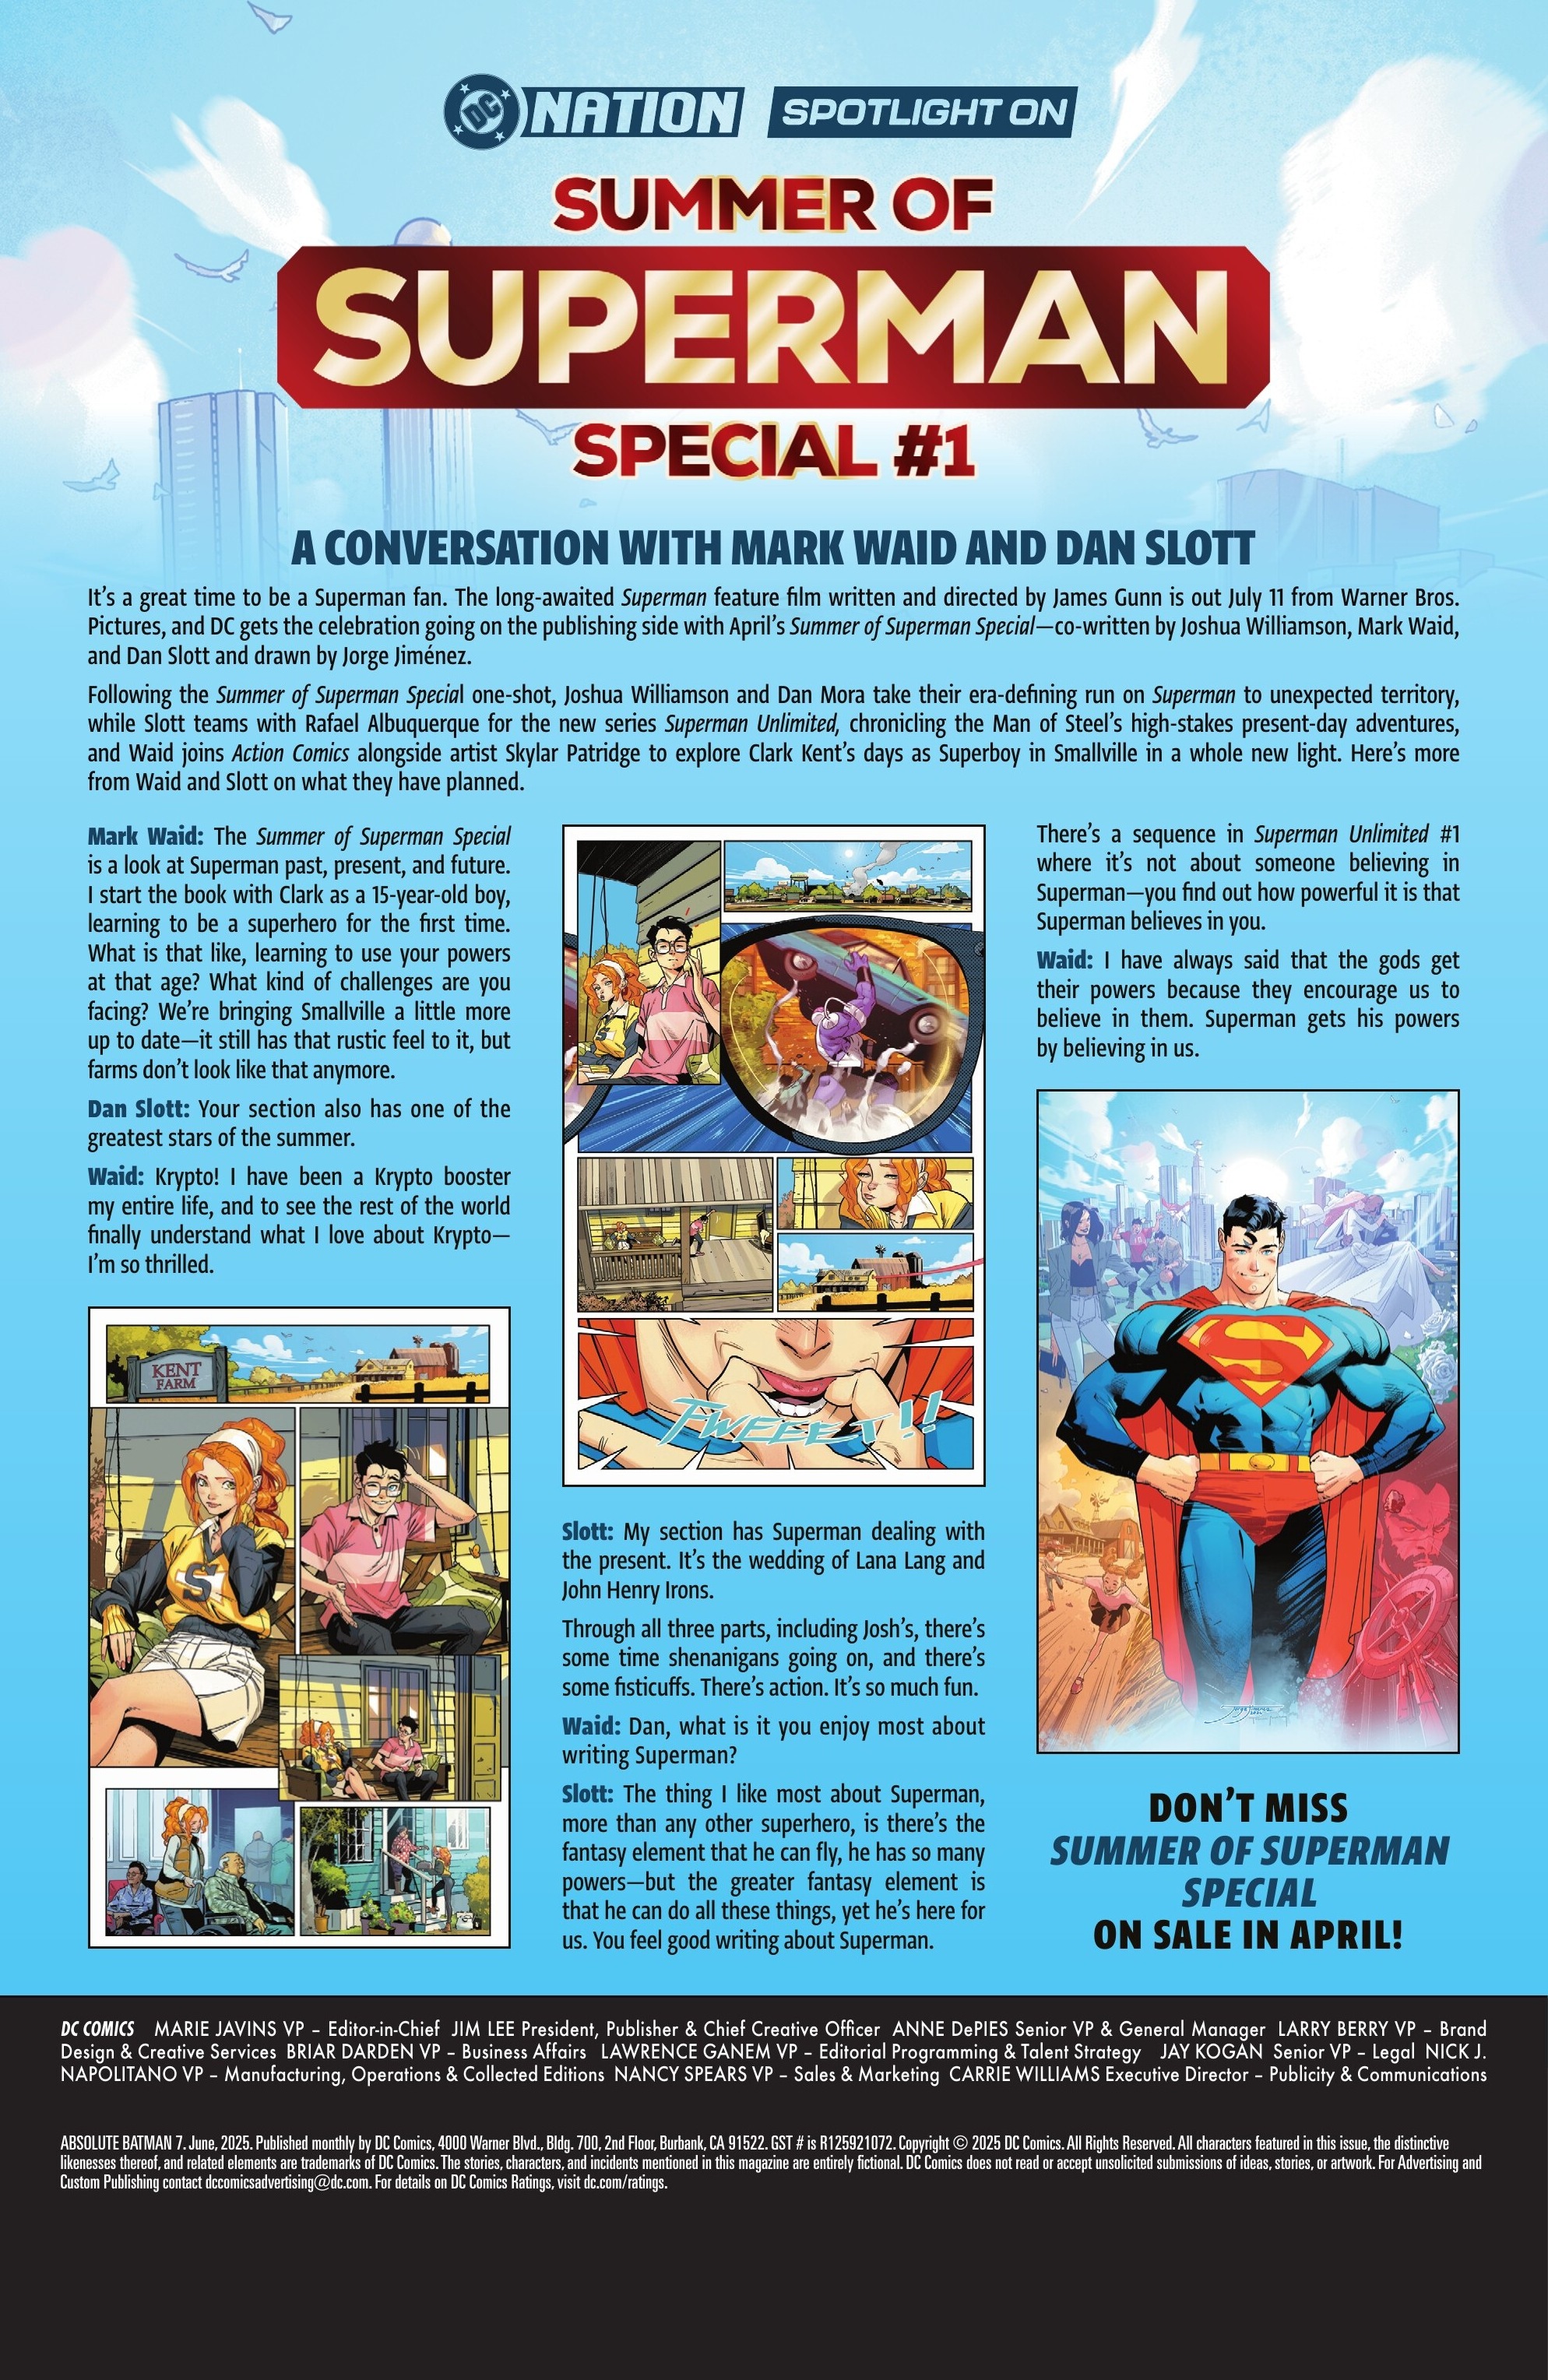 DC NATION SPOTLIGHT ON
SUMMER OF
SUPERMAN
SPECIAL #1
A CONVERSATION WITH MARK WAID AND DAN SLOTT
It's a great time to be a Superman fan. The long-awaited Superman feature film written and directed by James Gunn is out July 11 from Warner Bros.
Pictures, and DC gets the celebration going on the publishing side with April's Summer of Superman Special—co-written by Joshua Williamson, Mark Waid,
and Dan Slott and drawn by Jorge Jiménez.
Following the Summer of Superman Special one-shot, Joshua Williamson and Dan Mora take their era-defining run on Superman to unexpected territory,
while Slott teams with Rafael Albuquerque for the new series Superman Unlimited, chronicling the Man of Steel's high-stakes present-day adventures,
and Waid joins Action Comics alongside artist Skylar Patridge to explore Clark Kent's days as Superboy in Smallville in a whole new light. Here's more
from Waid and Slott on what they have planned.
Mark Waid: The Summer of Superman Special
is a look at Superman past, present, and future.
I start the book with Clark as a 15-year-old boy,
learning to be a superhero for the first time.
What is that like, learning to use your powers
at that age? What kind of challenges are you
facing? We're bringing Smallville a little more
up to date—it still has that rustic feel to it, but
farms don't look like that anymore.
Dan Slott: Your section also has one of the
greatest stars of the summer.
Waid: Krypto! I have been a Krypto booster
my entire life, and to see the rest of the world
finally understand what I love about Krypto—
I'm so thrilled.
KENT
FARM
S
TWEEET!!
Slott: My section has Superman dealing with
the present. It's the wedding of Lana Lang and
John Henry Irons.
Through all three parts, including Josh's, there's
some time shenanigans going on, and there's
some fisticuffs. There's action. It's so much fun.
Waid: Dan, what is it you enjoy most about
writing Superman?
Slott: The thing I like most about Superman,
more than any other superhero, is there's the
fantasy element that he can fly, he has so many
powers—but the greater fantasy element is
that he can do all these things, yet he's here for
us. You feel good writing about Superman.
There's a sequence in Superman Unlimited #1
where it's not about someone believing in
Superman—you find out how powerful it is that
Superman believes in you.
Waid: I have always said that the gods get
their powers because they encourage us to
believe in them. Superman gets his powers
by believing in us.
S
DON'T MISS
SUMMER OF SUPERMAN
SPECIAL
ON SALE IN APRIL!
DC COMICS MARIE JAVINS VP – Editor-in-Chief JIM LEE President, Publisher & Chief Creative Officer ANNE DePIES Senior VP & General Manager LARRY BERRY VP – Brand
Design & Creative Services BRIAR DARDEN VP – Business Affairs LAWRENCE GANEM VP – Editorial Programming & Talent Strategy JAY KOGAN Senior VP – Legal NICK J.
NAPOLITANO VP – Manufacturing, Operations & Collected Editions NANCY SPEARS VP – Sales & Marketing CARRIE WILLIAMS Executive Director – Publicity & Communications
ABSOLUTE BATMAN 7. June, 2025. Published monthly by DC Comics, 4000 Warner Blvd., Bldg. 700, 2nd Floor, Burbank, CA 91522. GST # is R125921072. Copyright © 2025 DC Comics. All Rights Reserved. All characters featured in this issue, the distinctive
likenesses thereof, and related elements are trademarks of DC Comics. The stories, characters, and incidents mentioned in this magazine are entirely fictional. DC Comics does not read or accept unsolicited submissions of ideas, stories, or artwork. For Advertising and
Custom Publishing contact dccomicsadvertising@dc.com. For details on DC Comics Ratings, visit dc.com/ratings.